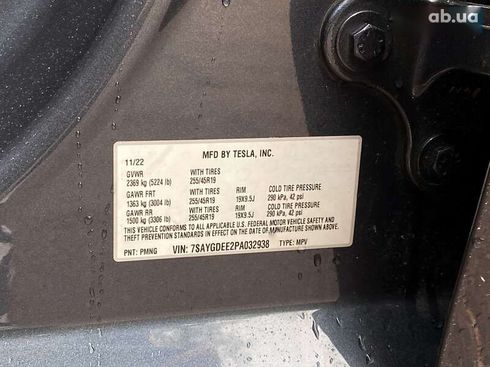 ab.ua
11/22 MFD BY TESLA, INC.
GVWR WITH TIRES
2369 kg (5224 lb) 255/45R19
GAWR FRT WITH TIRES RIM COLD TIRE PRESSURE
1363 kg (3004 lb) 255/45R19 19X9.5J 290 kPa, 42 psi
GAWR RR WITH TIRES RIM COLD TIRE PRESSURE
1500 kg (3306 lb) 255/45R19 19X9.5J 290 kPa, 42 psi
THIS VEHICLE CONFORMS TO ALL APPLICABLE U.S. FEDERAL MOTOR VEHICLE SAFETY AND
THEFT PREVENTION STANDARDS IN EFFECT ON THE DATE OF MANUFACTURE SHOWN ABOVE.
PNT: PMNG VIN: 7SAYGDEE2PA032938 TYPE: MPV